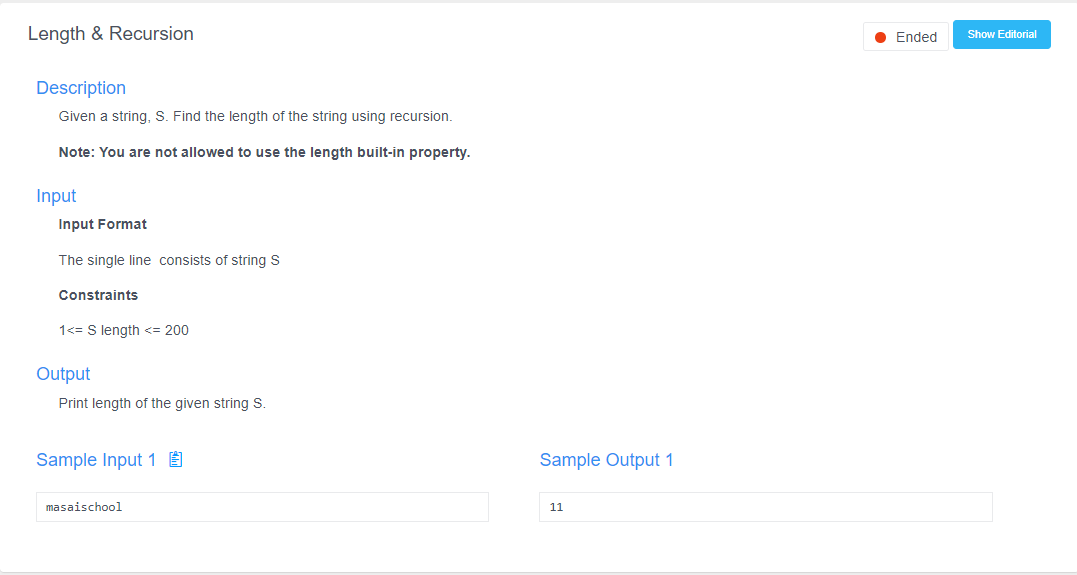 Length & Recursion
Ended
Show Editorial
Description
Given a string, S. Find the length of the string using recursion.
Note: You are not allowed to use the length built-in property.
Input
Input Format
The single line  consists of string S
Constraints
1<= S length <= 200
Output
Print length of the given string S.
Sample Input 1
masaischool
Sample Output 1
11